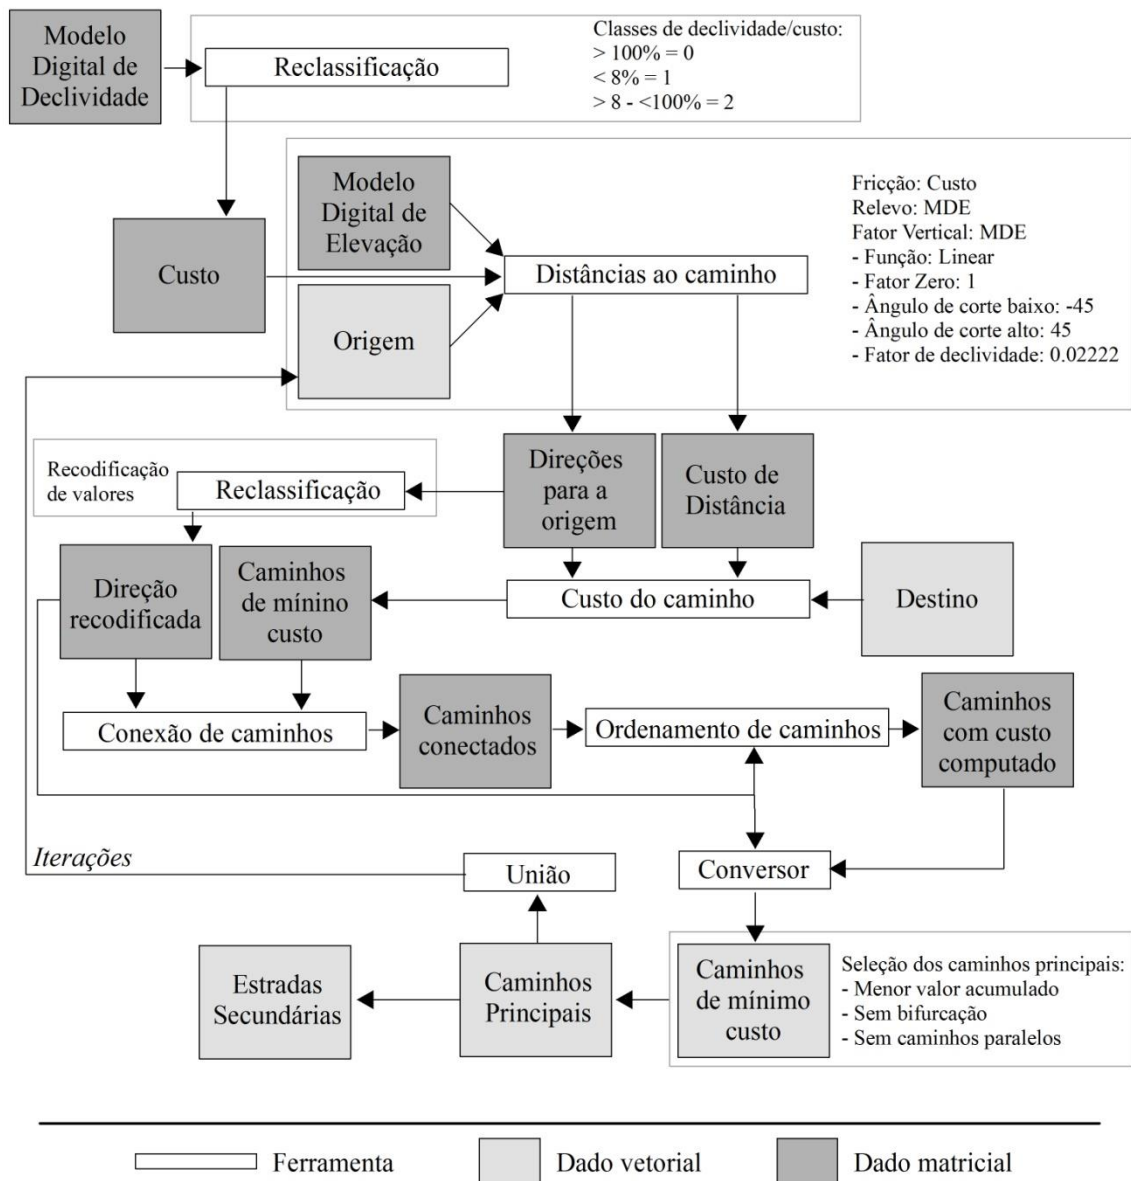 Modelo
Digital de
Declividade
Reclassificação
Classes de declividade/custo:
> 100% = 0
< 8% = 1
> 8 - <100% = 2
Modelo
Digital de
Elevação
Custo
Origem
Distâncias ao caminho
Fricção: Custo
Relevo: MDE
Fator Vertical: MDE
- Função: Linear
- Fator Zero: 1
- Ângulo de corte baixo: -45
- Ângulo de corte alto: 45
- Fator de declividade: 0.02222
Recodificação
de valores
Reclassificação
Direções
para a
origem
Custo de
Distância
Direção
recodificada
Caminhos
de mínino
custo
Custo do caminho
Destino
Conexão de caminhos
Caminhos
conectados
Ordenamento de caminhos
Caminhos
com custo
computado
Iterações
União
Conversor
Estradas
Secundárias
Caminhos
Principais
Caminhos
de mínimo
custo
Seleção dos caminhos principais:
- Menor valor acumulado
- Sem bifurcação
- Sem caminhos paralelos
Ferramenta
Dado vetorial
Dado matricial